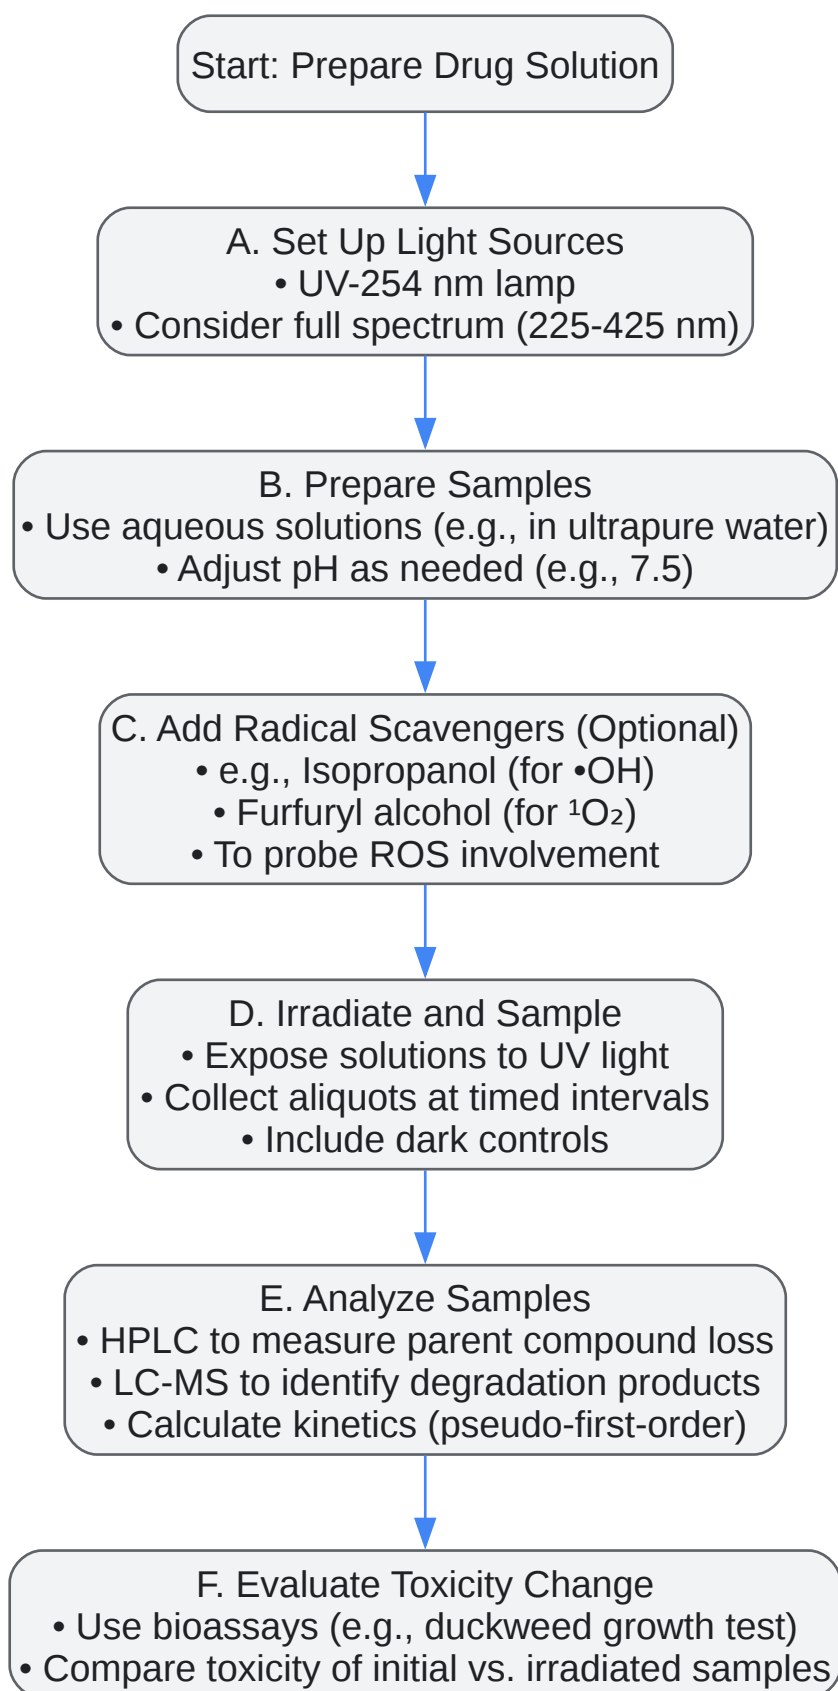 Start: Prepare Drug Solution
A. Set Up Light Sources
• UV-254 nm lamp
• Consider full spectrum (225-425 nm)
B. Prepare Samples
• Use aqueous solutions (e.g., in ultrapure water)
• Adjust pH as needed (e.g., 7.5)
C. Add Radical Scavengers (Optional)
• e.g., Isopropanol (for •OH)
• Furfuryl alcohol (for ¹O₂)
• To probe ROS involvement
D. Irradiate and Sample
• Expose solutions to UV light
• Collect aliquots at timed intervals
• Include dark controls
E. Analyze Samples
• HPLC to measure parent compound loss
• LC-MS to identify degradation products
• Calculate kinetics (pseudo-first-order)
F. Evaluate Toxicity Change
• Use bioassays (e.g., duckweed growth test)
• Compare toxicity of initial vs. irradiated samples